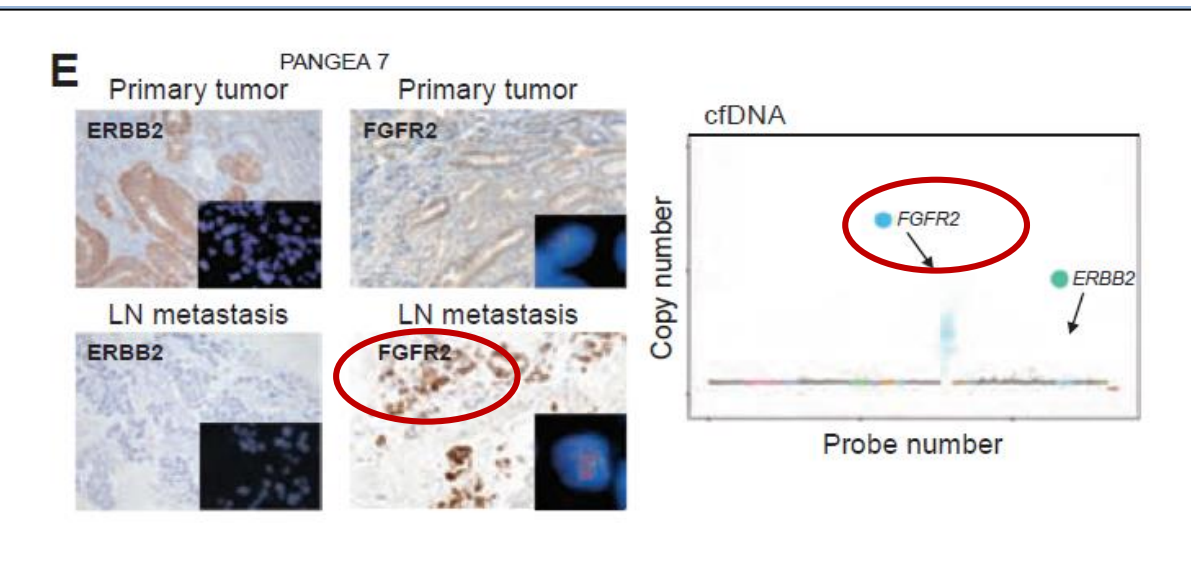 E
PANGEA 7
Primary tumor
Primary tumor
ERBB2
FGFR2
LN metastasis
LN metastasis
ERBB2
FGFR2
cfDNA
Copy number
FGFR2
ERBB2
Probe number